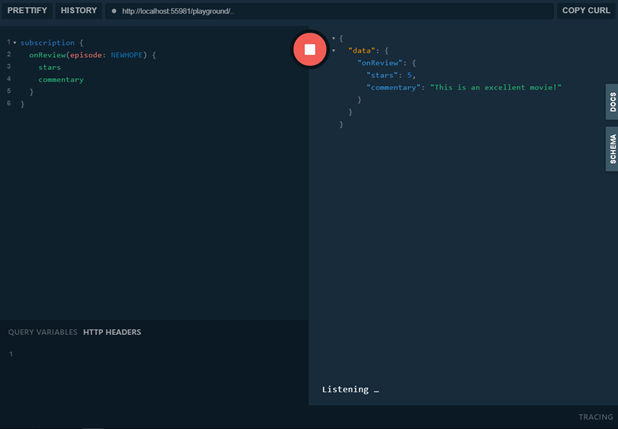 PRETTIFY HISTORY http://localhost:55981/playground/.. COPY CURL
1 subscription {
2 onReview(episode: NEWHOPE) {
3 stars
4 commentary
5 }
6 }
{
"data": {
"onReview": {
"stars": 5,
"commentary": "This is an excellent movie!"
}
}
}
DOCS
SCHEMA
QUERY VARIABLES HTTP HEADERS
1
Listening …
TRACING